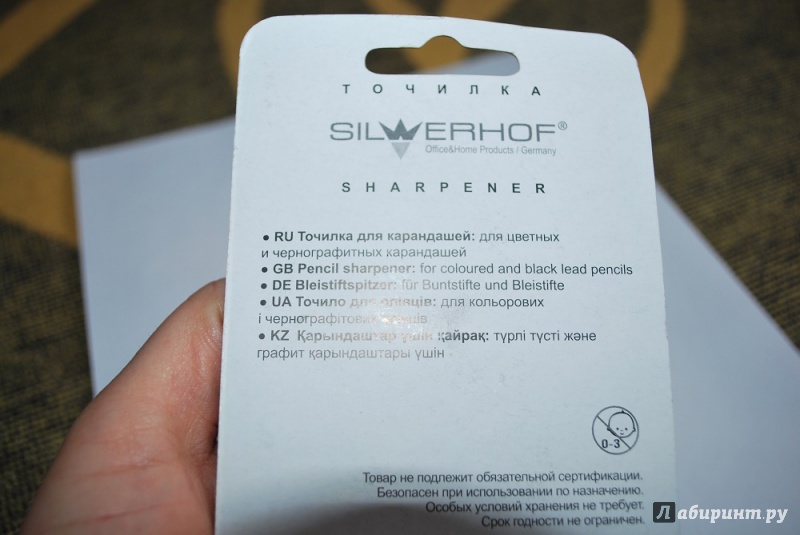 ТОЧИЛКА
SILWERHOF®
Office&Home Products / Germany
SHARPENER
● RU Точилка для карандашей: для цветных
и чернографитных карандашей
● GB Pencil sharpener: for coloured and black lead pencils
● DE Bleistiftspitzer: für Buntstifte und Bleistifte
● UA Точило для олівців: для кольорових
і чернографітових олівців
● KZ Қарындаштар үшін қайрақ: түрлі түсті және
графит қарындаштары үшін
0-3
Товар не подлежит обязательной сертификации.
Безопасен при использовании по назначению.
Особых условий хранения не требует.
Срок годности не ограничен.
Лабиринт.ру